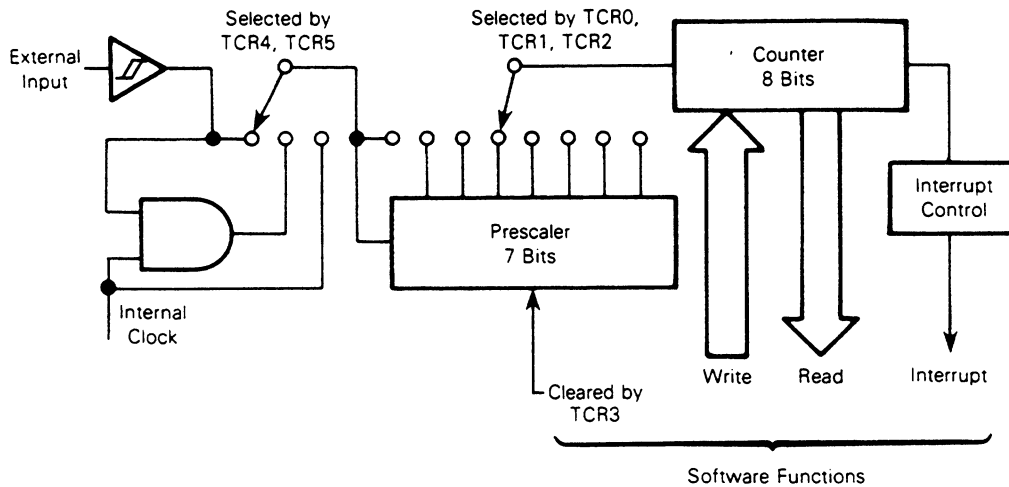 External
Input
Selected by
TCR4, TCR5
Selected by TCR0,
TCR1, TCR2
Counter
8 Bits
Interrupt
Control
Prescaler
7 Bits
Internal
Clock
Cleared by
TCR3
Write
Read
Interrupt
Software Functions